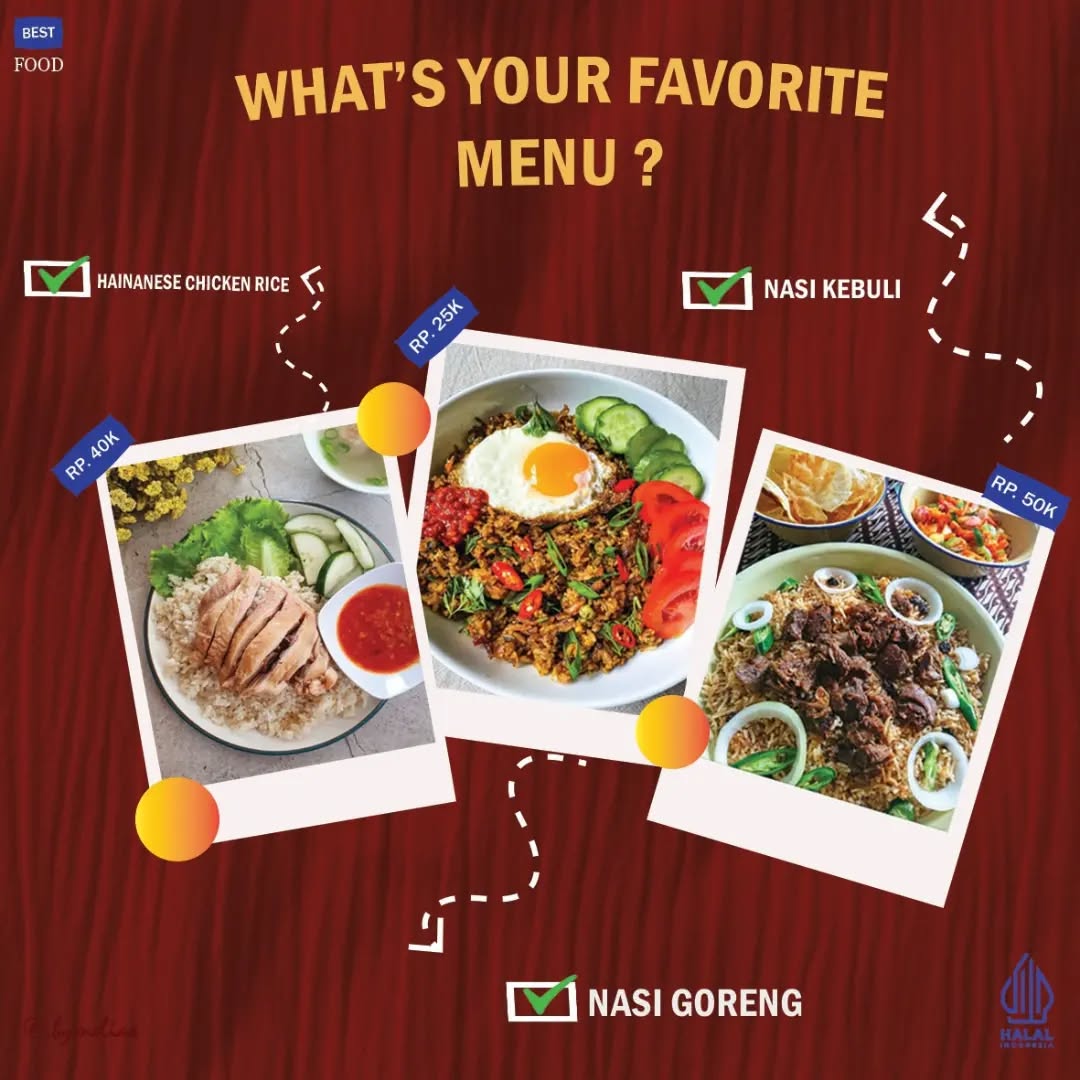 BEST
FOOD
WHAT'S YOUR FAVORITE
MENU ?
HAINANESE CHICKEN RICE
NASI KEBULI
RP. 25K
RP. 40K
RP. 50K
NASI GORENG
HALAL
INDONESIA